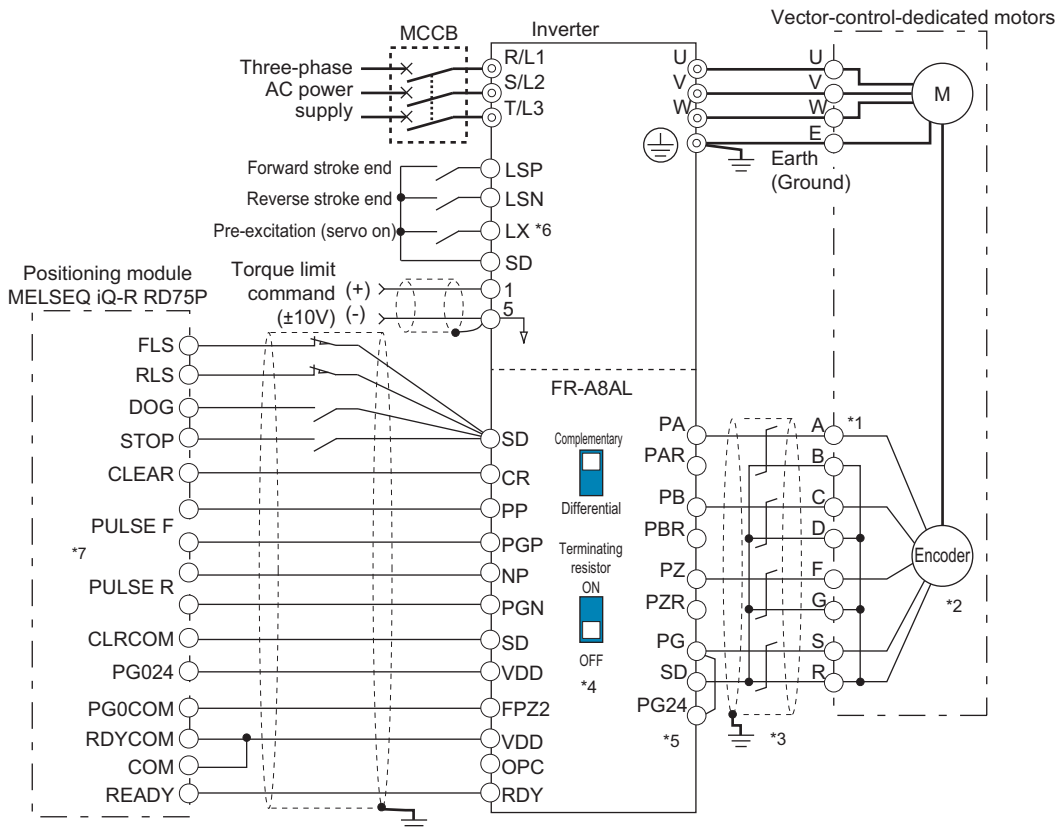 Vector-control-dedicated motors
MCCB
Inverter
Three-phase
AC power
supply
R/L1
S/L2
T/L3
U
V
W
U
V
W
E
M
Earth
(Ground)
Forward stroke end
LSP
Reverse stroke end
LSN
Pre-excitation (servo on)
LX *6
SD
Positioning module
MELSEQ iQ-R RD75P
Torque limit
command (+)
(±10V) (-)
1
5
FLS
RLS
DOG
STOP
CLEAR
PULSE F
*7
PULSE R
CLRCOM
PG024
PG0COM
RDYCOM
COM
READY
FR-A8AL
SD
CR
PP
PGP
NP
PGN
SD
VDD
FPZ2
VDD
OPC
RDY
Complementary
Differential
Terminating
resistor
ON
OFF
*4
PA
PAR
PB
PBR
PZ
PZR
PG
SD
PG24
*5
*3
A *1
B
C
D
F
G
S
R
Encoder
*2